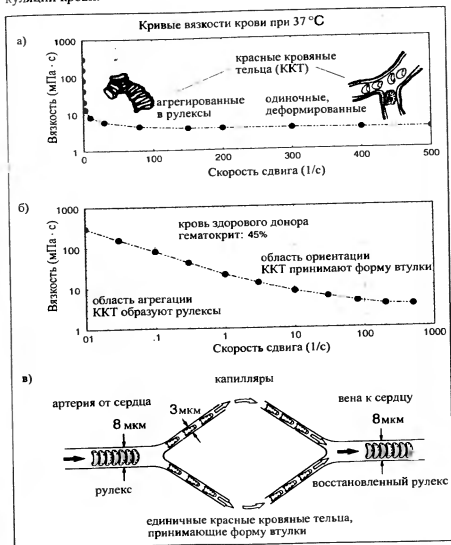 куляции крови.
Кривые вязкости крови при 37 °С
а)
Вязкость (мПа · с)
1000
100
10
1
агрегированные
в рулексы
красные кровяные
тельца (ККТ)
одиночные,
деформированные
0 100 200 300 400 500
Скорость сдвига (1/с)
б)
Вязкость (мПа · с)
1000
100
10
1
кровь здорового донора
гематокрит: 45%
область ориентации
ККТ принимают форму втулки
область агрегации
ККТ образуют рулексы
01 .1 1 10 100 1000
Скорость сдвига (1/с)
в)
капилляры
артерия от сердца
вена к сердцу
8 мкм
3мкм
8мкм
рулекс
восстановленный рулекс
единичные красные кровяные тельца,
принимающие форму втулки